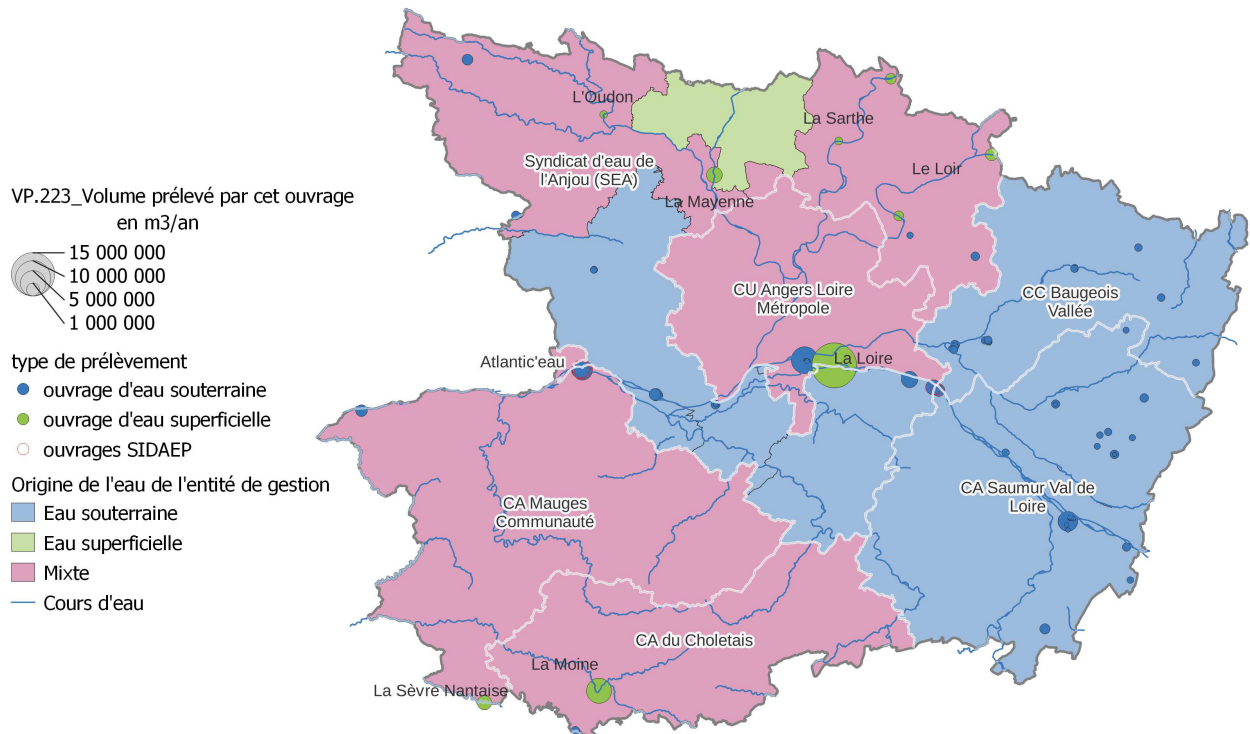 VP.223_Volume prélevé par cet ouvrage
en m3/an
15 000 000
10 000 000
5 000 000
1 000 000
type de prélèvement
ouvrage d'eau souterraine
ouvrage d'eau superficielle
ouvrages SIDAEP
Origine de l'eau de l'entité de gestion
Eau souterraine
Eau superficielle
Mixte
Cours d'eau
L'Oudon
La Sarthe
Syndicat d'eau de
l'Anjou (SEA)
Le Loir
La Mayenne
CU Angers Loire
Métropole
CC Baugeois
Vallée
Atlantic'eau
La Loire
CA Mauges
Communauté
CA Saumur Val de
Loire
CA du Choletais
La Moine
La Sèvre Nantaise